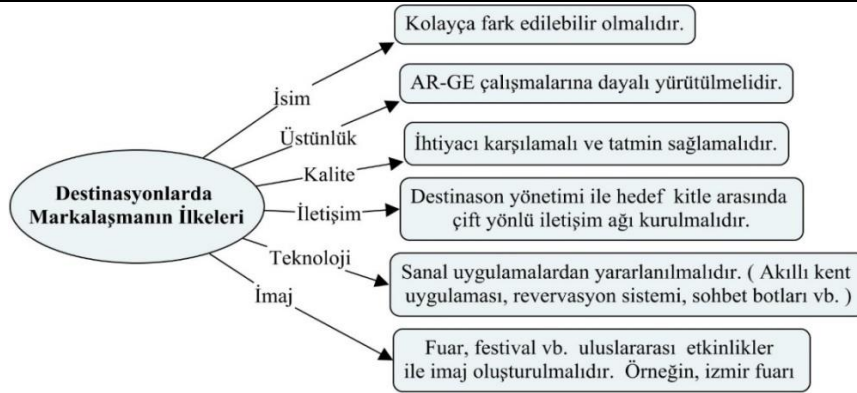 Kolayça fark edilebilir olmalıdır.
İsim
AR-GE çalışmalarına dayalı yürütülmelidir.
Üstünlük
İhtiyacı karşılamalı ve tatmin sağlamalıdır.
Kalite
Destinasyonlarda
Markalaşmanın İlkeleri
İletişim
Destinason yönetimi ile hedef kitle arasında
çift yönlü iletişim ağı kurulmalıdır.
Teknoloji
Sanal uygulamalardan yararlanılmalıdır. ( Akıllı kent
uygulaması, revervasyon sistemi, sohbet botları vb. )
İmaj
Fuar, festival vb. uluslararası etkinlikler
ile imaj oluşturulmalıdır. Örneğin, izmir fuarı